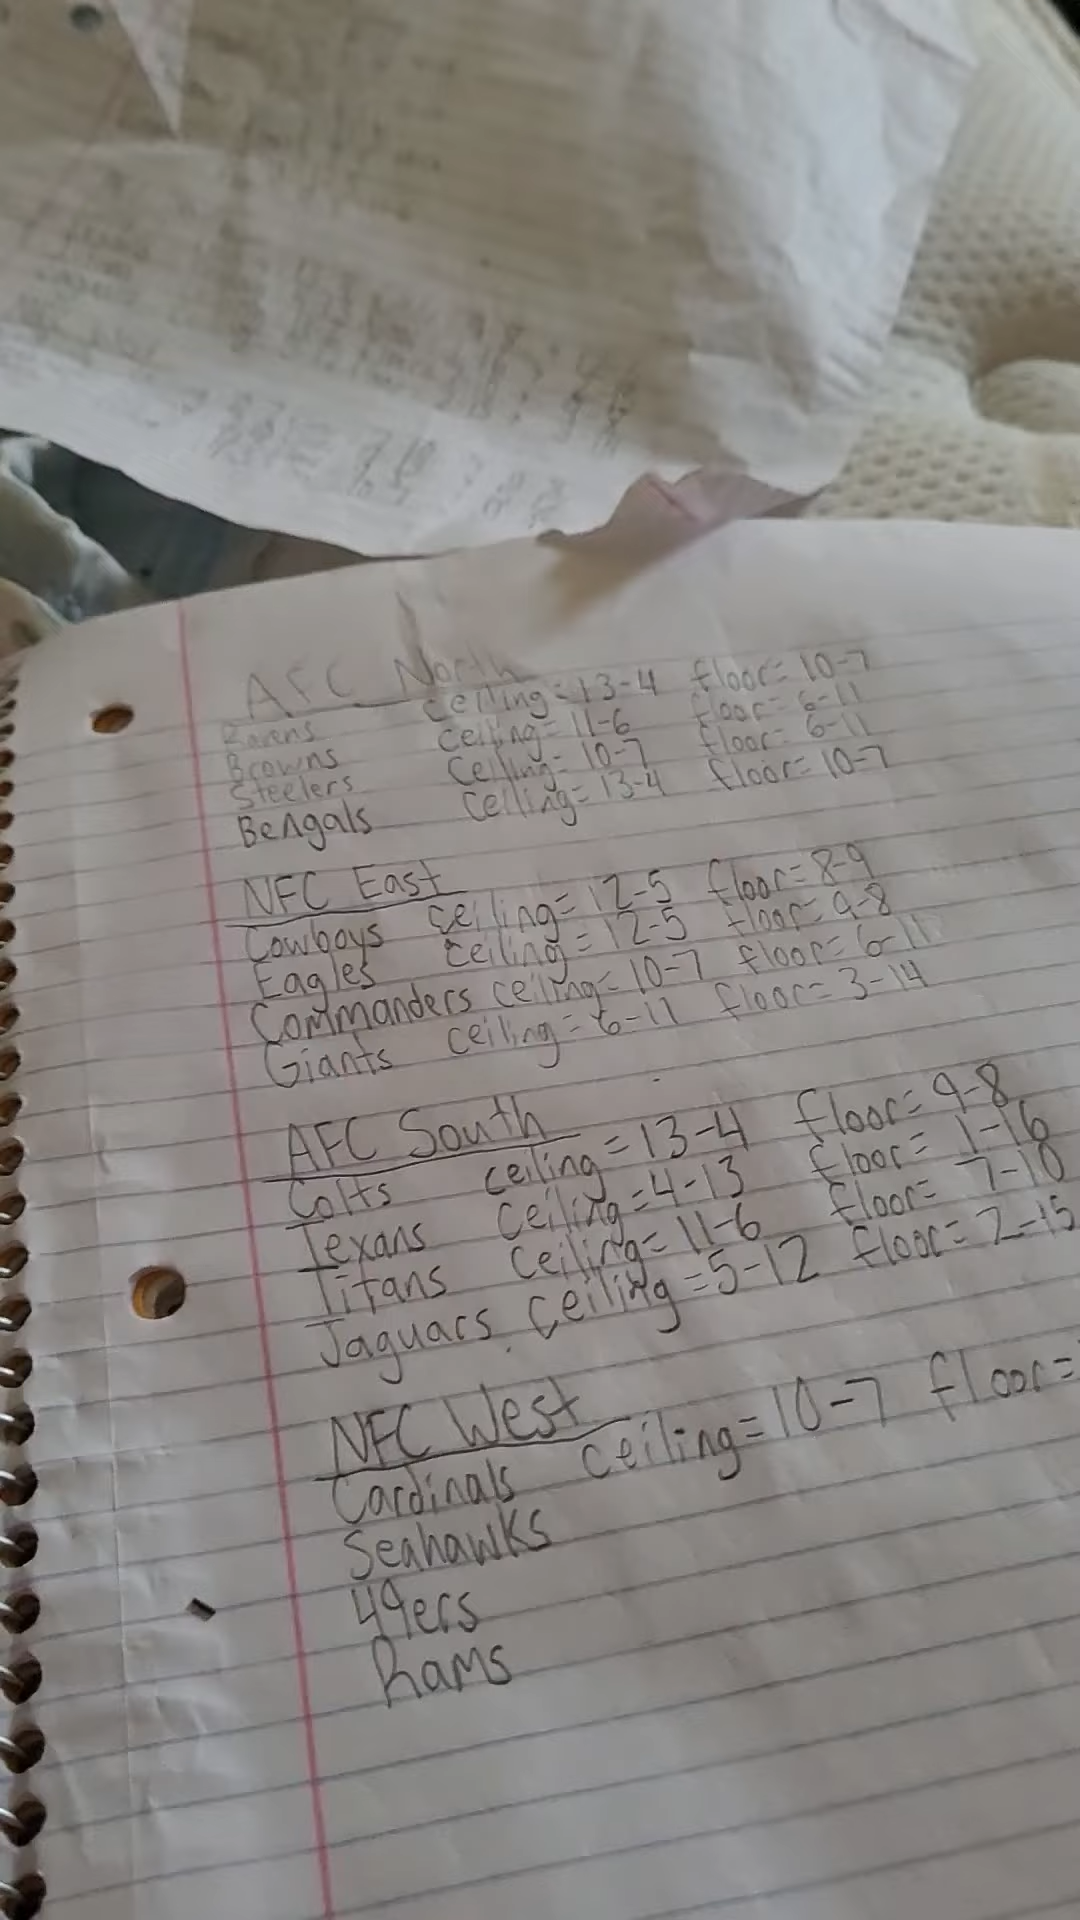 AFC North
Ravens ceiling=13-4 floor=10-7
Browns ceiling=11-6 floor=6-11
Steelers ceiling=10-7 floor=6-11
Bengals ceiling=13-4 floor=10-7
NFC East
Cowboys ceiling=12-5 floor=8-9
Eagles ceiling=12-5 floor=9-8
Commanders ceiling=10-7 floor=6-11
Giants ceiling=6-11 floor=3-14
AFC South
Colts ceiling=13-4 floor=9-8
Texans ceiling=4-13 floor=1-16
Titans ceiling=11-6 floor=7-10
Jaguars ceiling=5-12 floor=2-15
NFC West
Cardinals ceiling=10-7 floor=
Seahawks
49ers
Rams